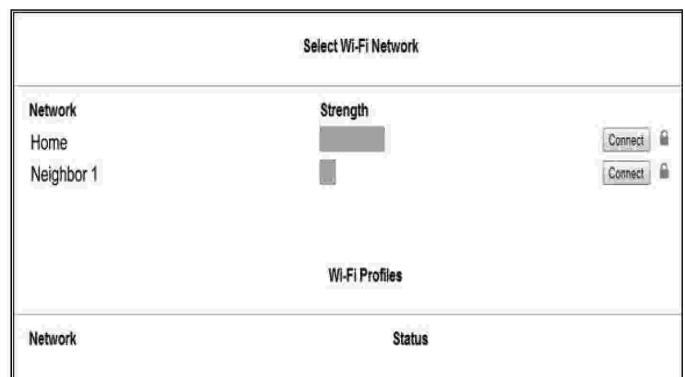 Select Wi-Fi Network
Network Strength
Home Connect
Neighbor 1 Connect
Wi-Fi Profiles
Network Status